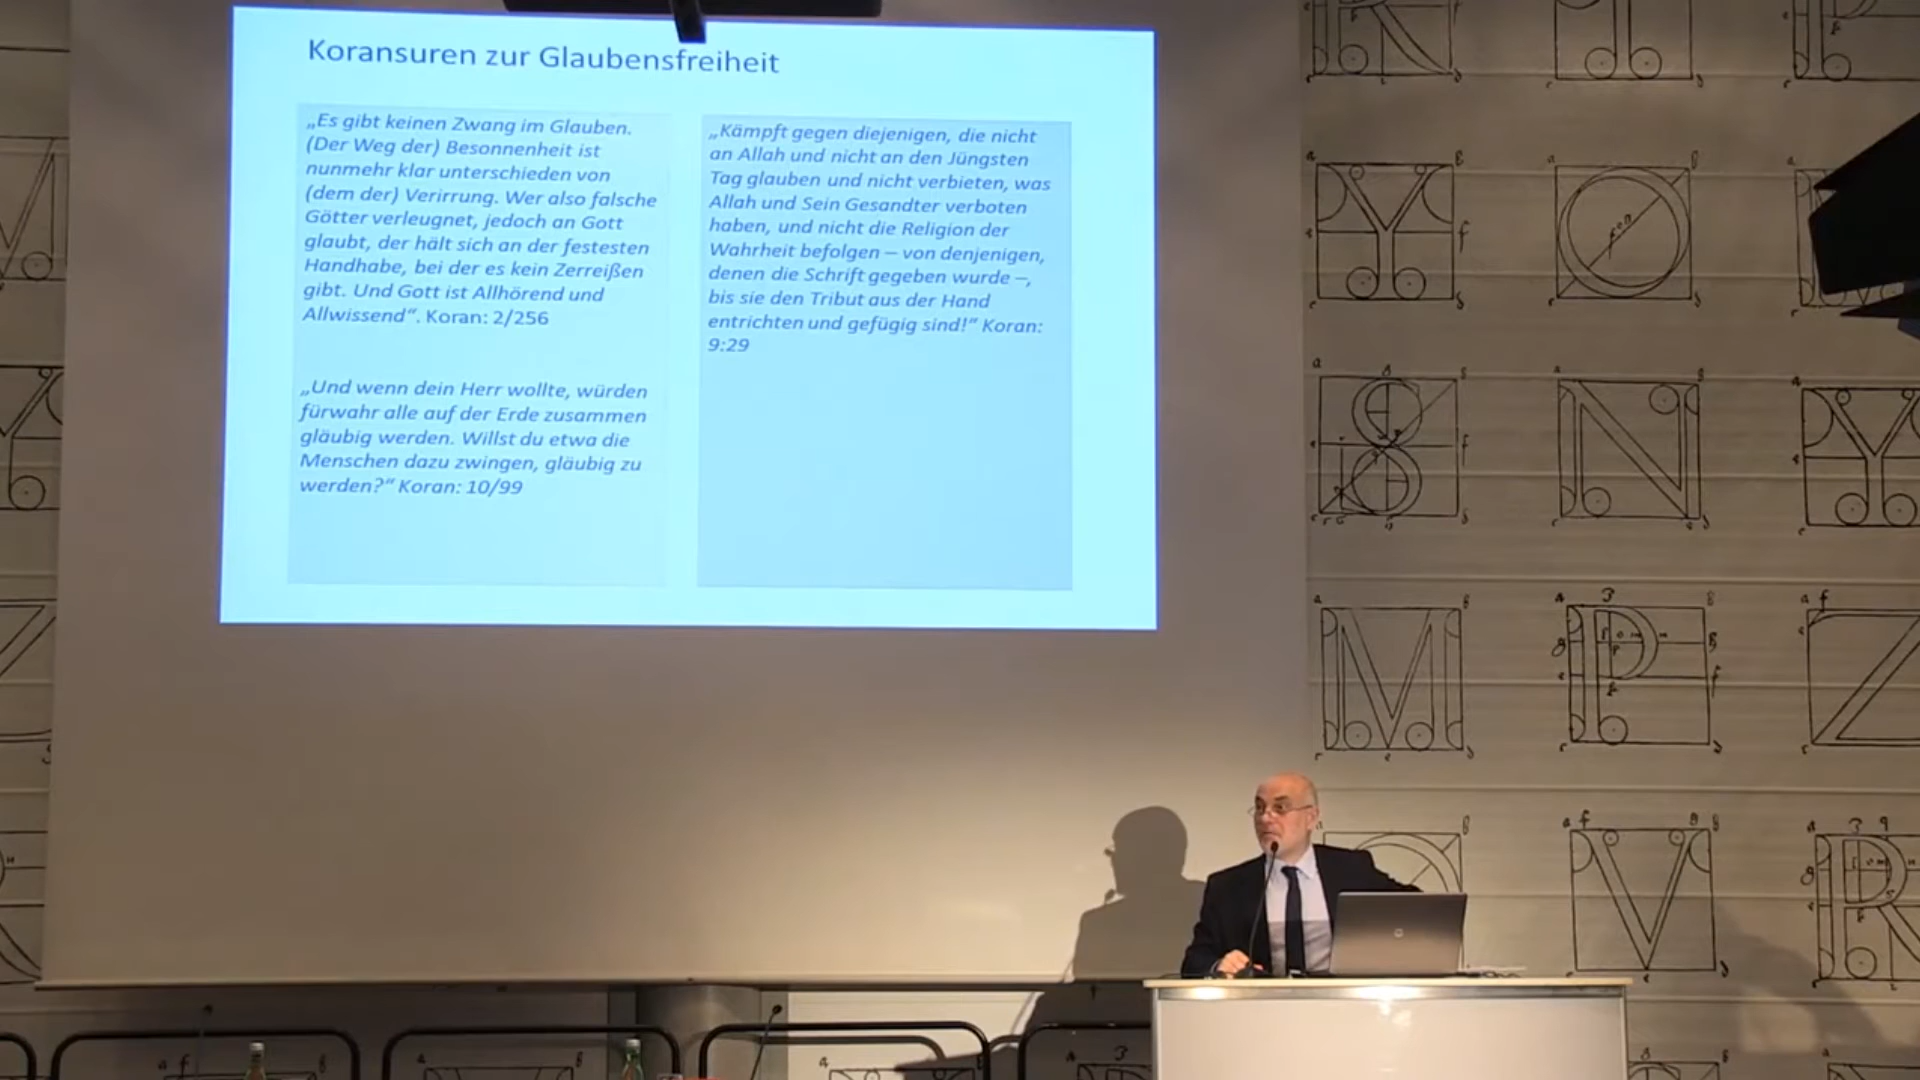 Koransuren zur Glaubensfreiheit
„Es gibt keinen Zwang im Glauben.
(Der Weg der) Besonnenheit ist
nunmehr klar unterschieden von
(dem der) Verirrung. Wer also falsche
Götter verleugnet, jedoch an Gott
glaubt, der hält sich an der festesten
Handhabe, bei der es kein Zerreißen
gibt. Und Gott ist Allhörend und
Allwissend“. Koran: 2/256
„Und wenn dein Herr wollte, würden
fürwahr alle auf der Erde zusammen
gläubig werden. Willst du etwa die
Menschen dazu zwingen, gläubig zu
werden?“ Koran: 10/99
„Kämpft gegen diejenigen, die nicht
an Allah und nicht an den Jüngsten
Tag glauben und nicht verbieten, was
Allah und Sein Gesandter verboten
haben, und nicht die Religion der
Wahrheit befolgen – von denjenigen,
denen die Schrift gegeben wurde –,
bis sie den Tribut aus der Hand
entrichten und gefügig sind!“ Koran:
9:29
Y O
S N Y
M P Z
V R